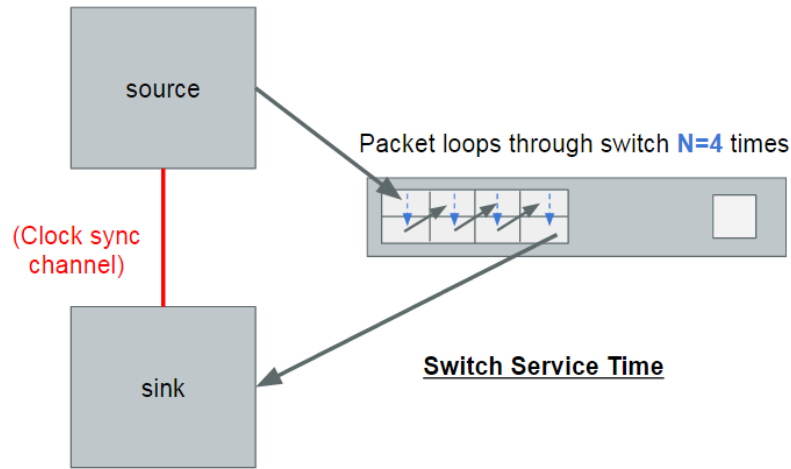 source
Packet loops through switch N=4 times
(Clock sync
channel)
Switch Service Time
sink